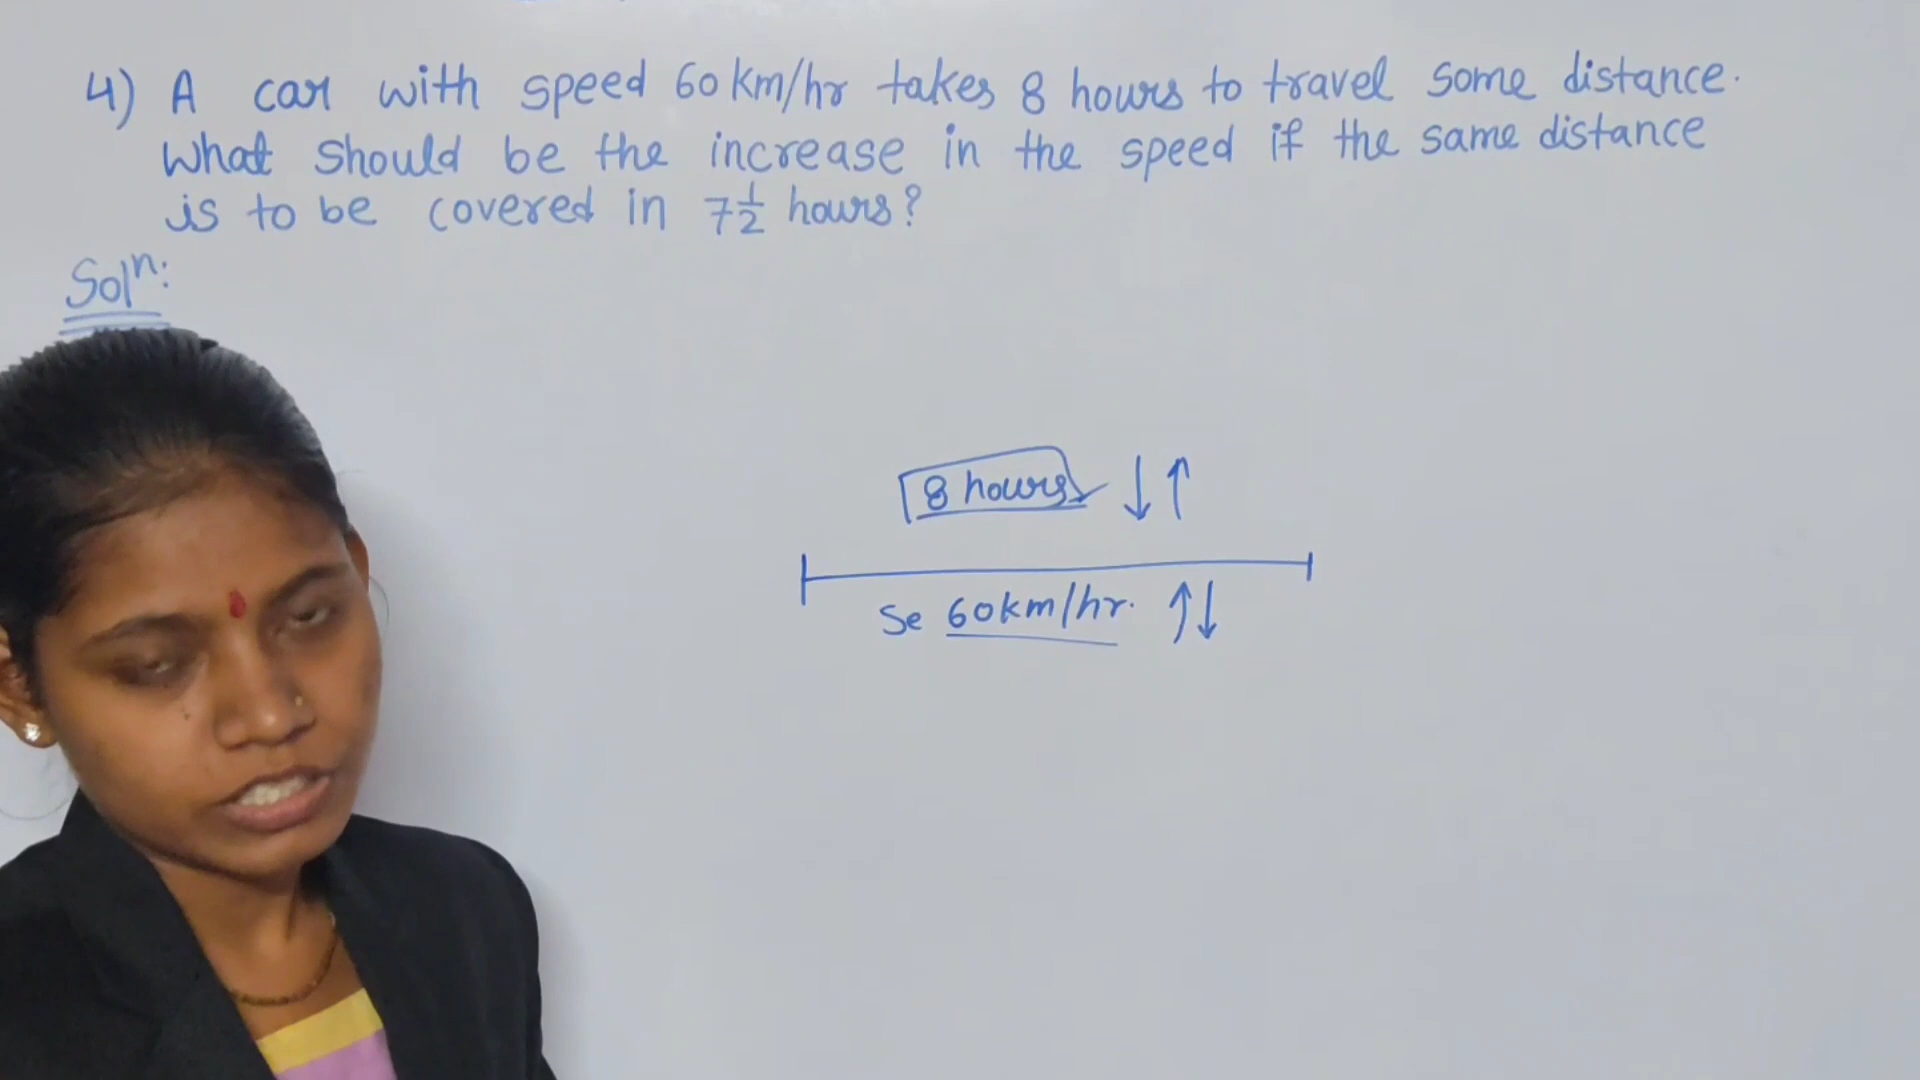 4) A car with speed 60 km/hr takes 8 hours to travel some distance.
What should be the increase in the speed if the same distance
is to be covered in 7 1/2 hours?
Solⁿ:
8 hours ↓↑
Se 60km/hr. ↑↓